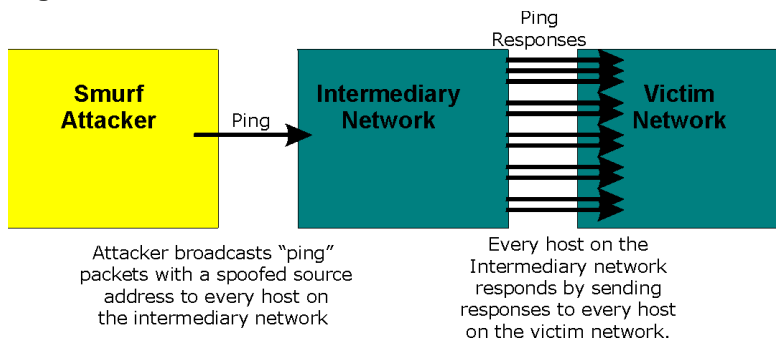 Ping
Responses
Smurf
Attacker
Ping
Intermediary
Network
Victim
Network
Attacker broadcasts “ping”
packets with a spoofed source
address to every host on
the intermediary network
Every host on the
Intermediary network
responds by sending
responses to every host
on the victim network.